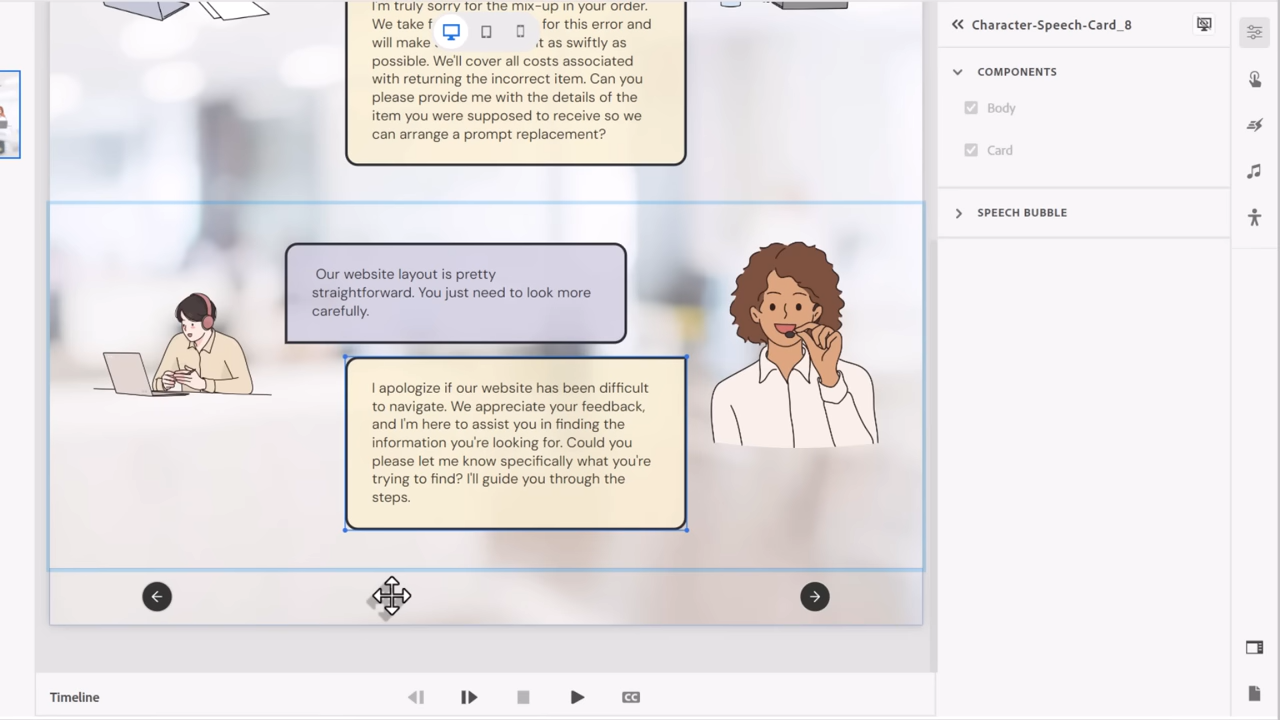 I'm truly sorry for the mix-up in your order.
We take for this error and
will make it as swiftly as
possible. We'll cover all costs associated
with returning the incorrect item. Can you
please provide me with the details of the
item you were supposed to receive so we
can arrange a prompt replacement?
Our website layout is pretty
straightforward. You just need to look more
carefully.
I apologize if our website has been difficult
to navigate. We appreciate your feedback,
and I'm here to assist you in finding the
information you're looking for. Could you
please let me know specifically what you're
trying to find? I'll guide you through the
steps.
Character-Speech-Card_8
COMPONENTS
Body
Card
SPEECH BUBBLE
Timeline
CC